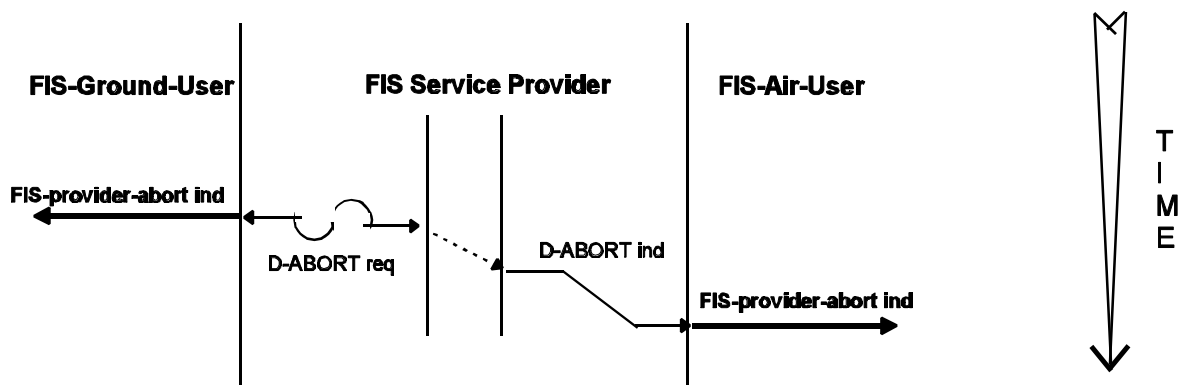 FIS-Ground-User
FIS Service Provider
FIS-Air-User
FIS-provider-abort ind
D-ABORT req
D-ABORT ind
FIS-provider-abort ind
T
I
M
E